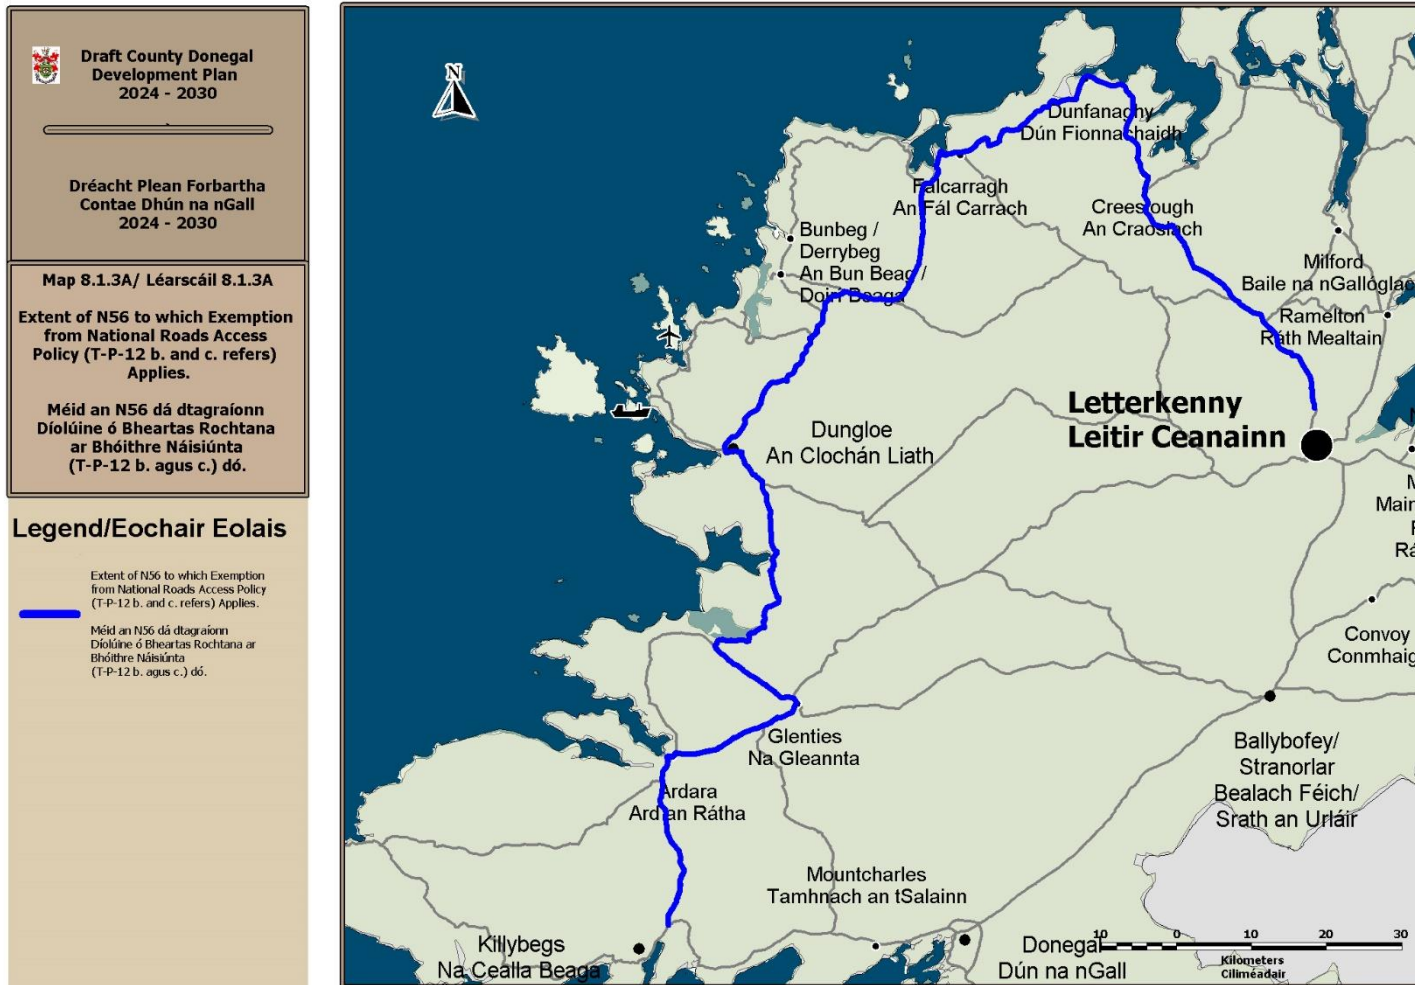 Draft County Donegal
Development Plan
2024 - 2030
Dréacht Plean Forbartha
Contae Dhún na nGall
2024 - 2030
Map 8.1.3A/ Léarscáil 8.1.3A
Extent of N56 to which Exemption
from National Roads Access
Policy (T-P-12 b. and c. refers)
Applies.
Méid an N56 dá dtagraíonn
Díolúine ó Bheartas Rochtana
ar Bhóithre Náisiúnta
(T-P-12 b. agus c.) dó.
Legend/Eochair Eolais
Extent of N56 to which Exemption
from National Roads Access Policy
(T-P-12 b. and c. refers) Applies.
Méid an N56 dá dtagraíonn
Díolúine ó Bheartas Rochtana ar
Bhóithre Náisiúnta
(T-P-12 b. agus c.) dó.
N
Dunfanaghy
Dún Fionnachaidh
Falcarragh
An Fál Carrach
Creeslough
An Craoslach
Bunbeg /
Derrybeg
An Bun Beag /
Doirí Beaga
Milford
Baile na nGallóglac
Ramelton
Ráth Mealtain
Letterkenny
Leitir Ceanainn
Dungloe
An Clochán Liath
M
Main
R
Rá
Convoy
Conmhaig
Glenties
Na Gleannta
Ballybofey/
Stranorlar
Bealach Féich/
Srath an Urláir
Ardara
Ard an Rátha
Mountcharles
Tamhnach an tSalainn
Killybegs
Na Cealla Beaga
Donegal
Dún na nGall
10 0 10 20 30
Kilometers
Ciliméadair